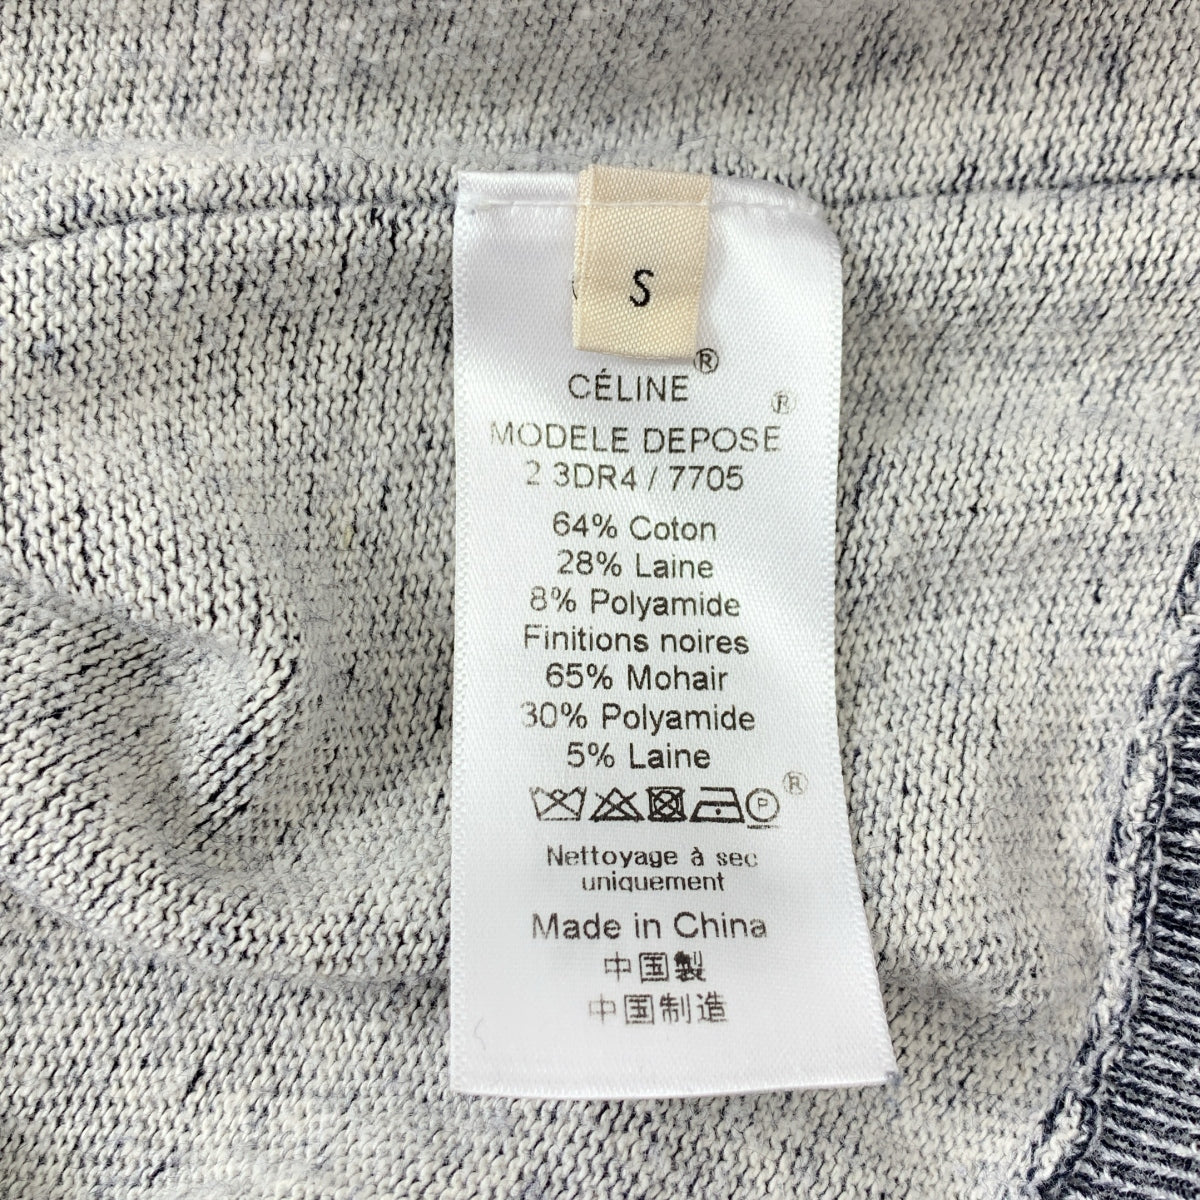 S
CÉLINE®
®
MODELE DEPOSE
2 3DR4 / 7705
64% Coton
28% Laine
8% Polyamide
Finitions noires
65% Mohair
30% Polyamide
5% Laine
P ®
Nettoyage à sec
uniquement
Made in China
中国製
中国制造